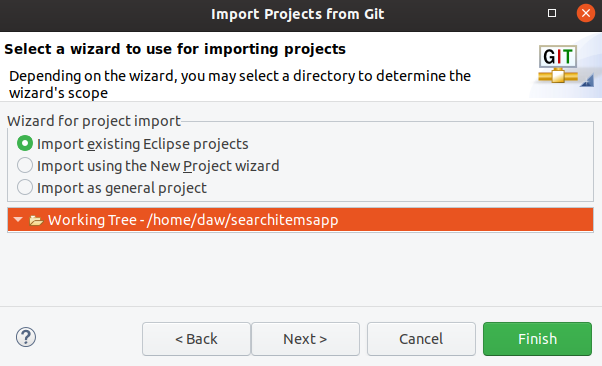 Import Projects from Git
Select a wizard to use for importing projects
Depending on the wizard, you may select a directory to determine the
wizard's scope
GIT
Wizard for project import
Import existing Eclipse projects
Import using the New Project wizard
Import as general project
Working Tree - /home/daw/searchitemsapp
?
< Back
Next >
Cancel
Finish